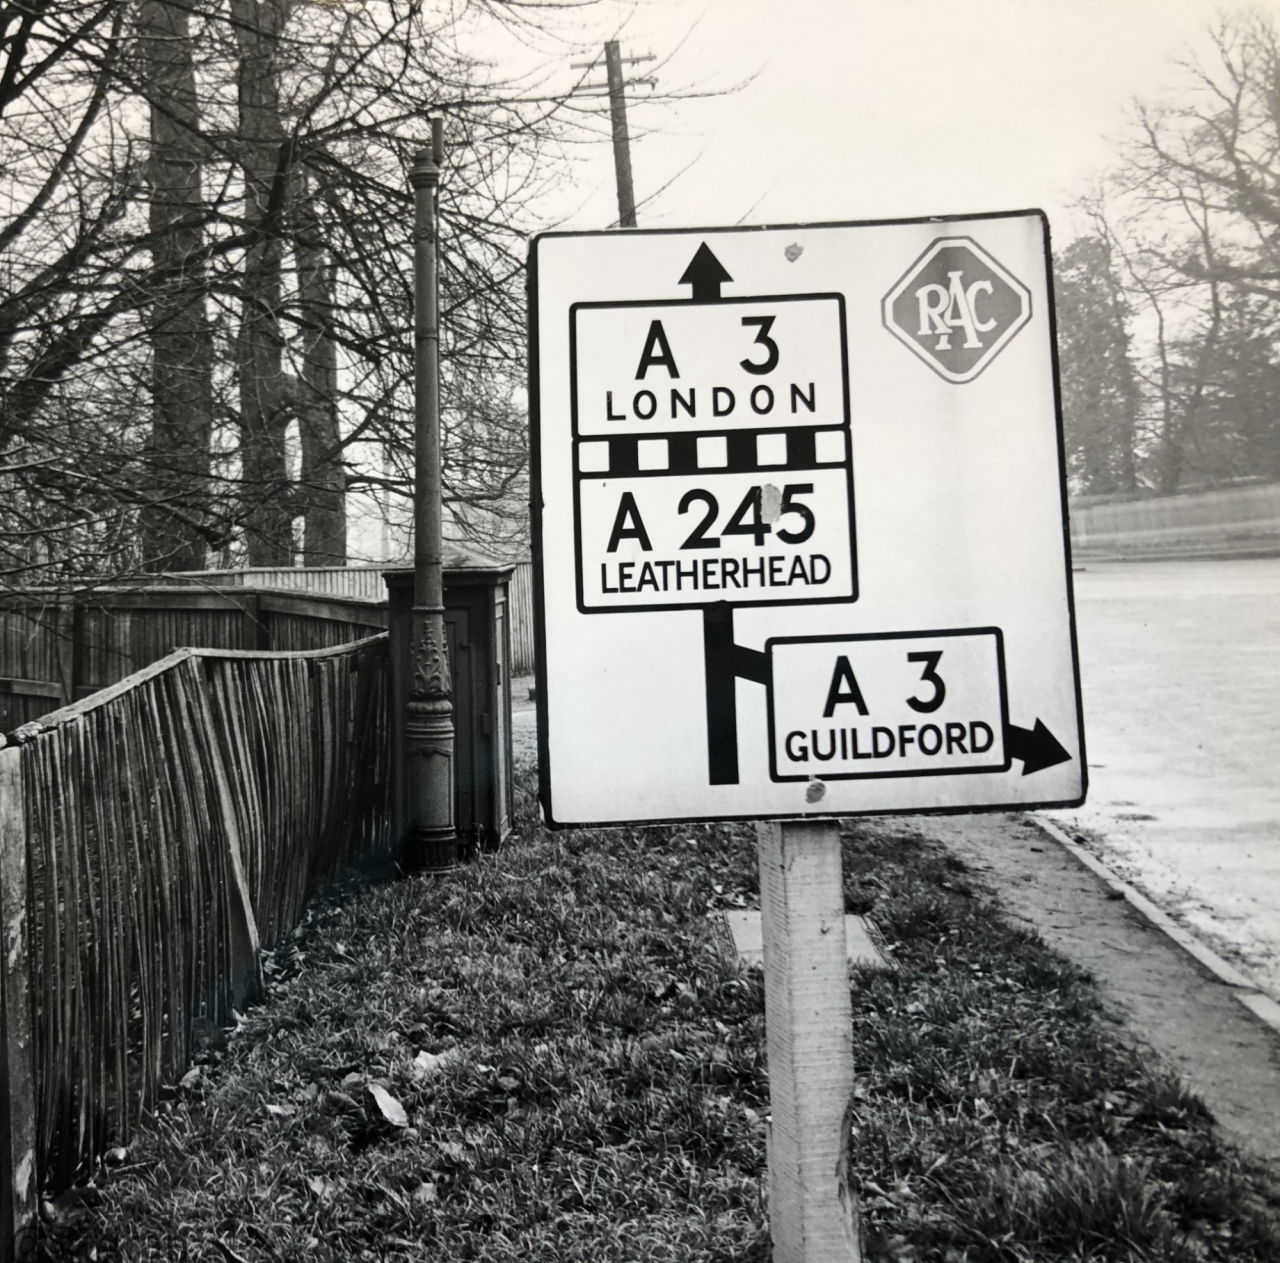 RAC
A 3
LONDON
A 245
LEATHERHEAD
A 3
GUILDFORD